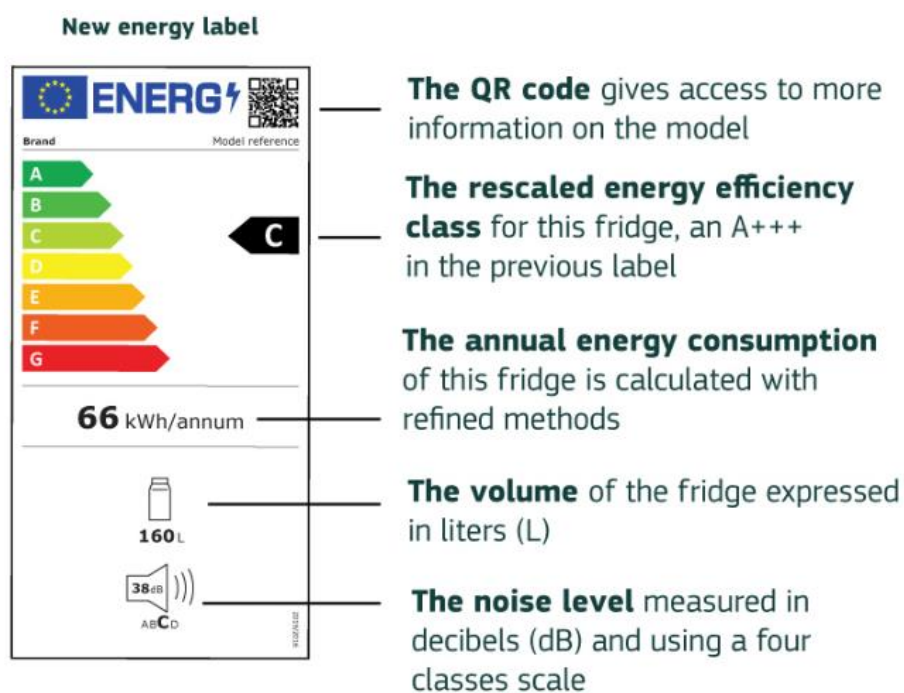 New energy label
ENERG
Brand
Model reference
A
B
C
D
E
F
G
C
66 kWh/annum
160 L
38dB
ABCD
2019/2016
The QR code gives access to more
information on the model
The rescaled energy efficiency
class for this fridge, an A+++
in the previous label
The annual energy consumption
of this fridge is calculated with
refined methods
The volume of the fridge expressed
in liters (L)
The noise level measured in
decibels (dB) and using a four
classes scale